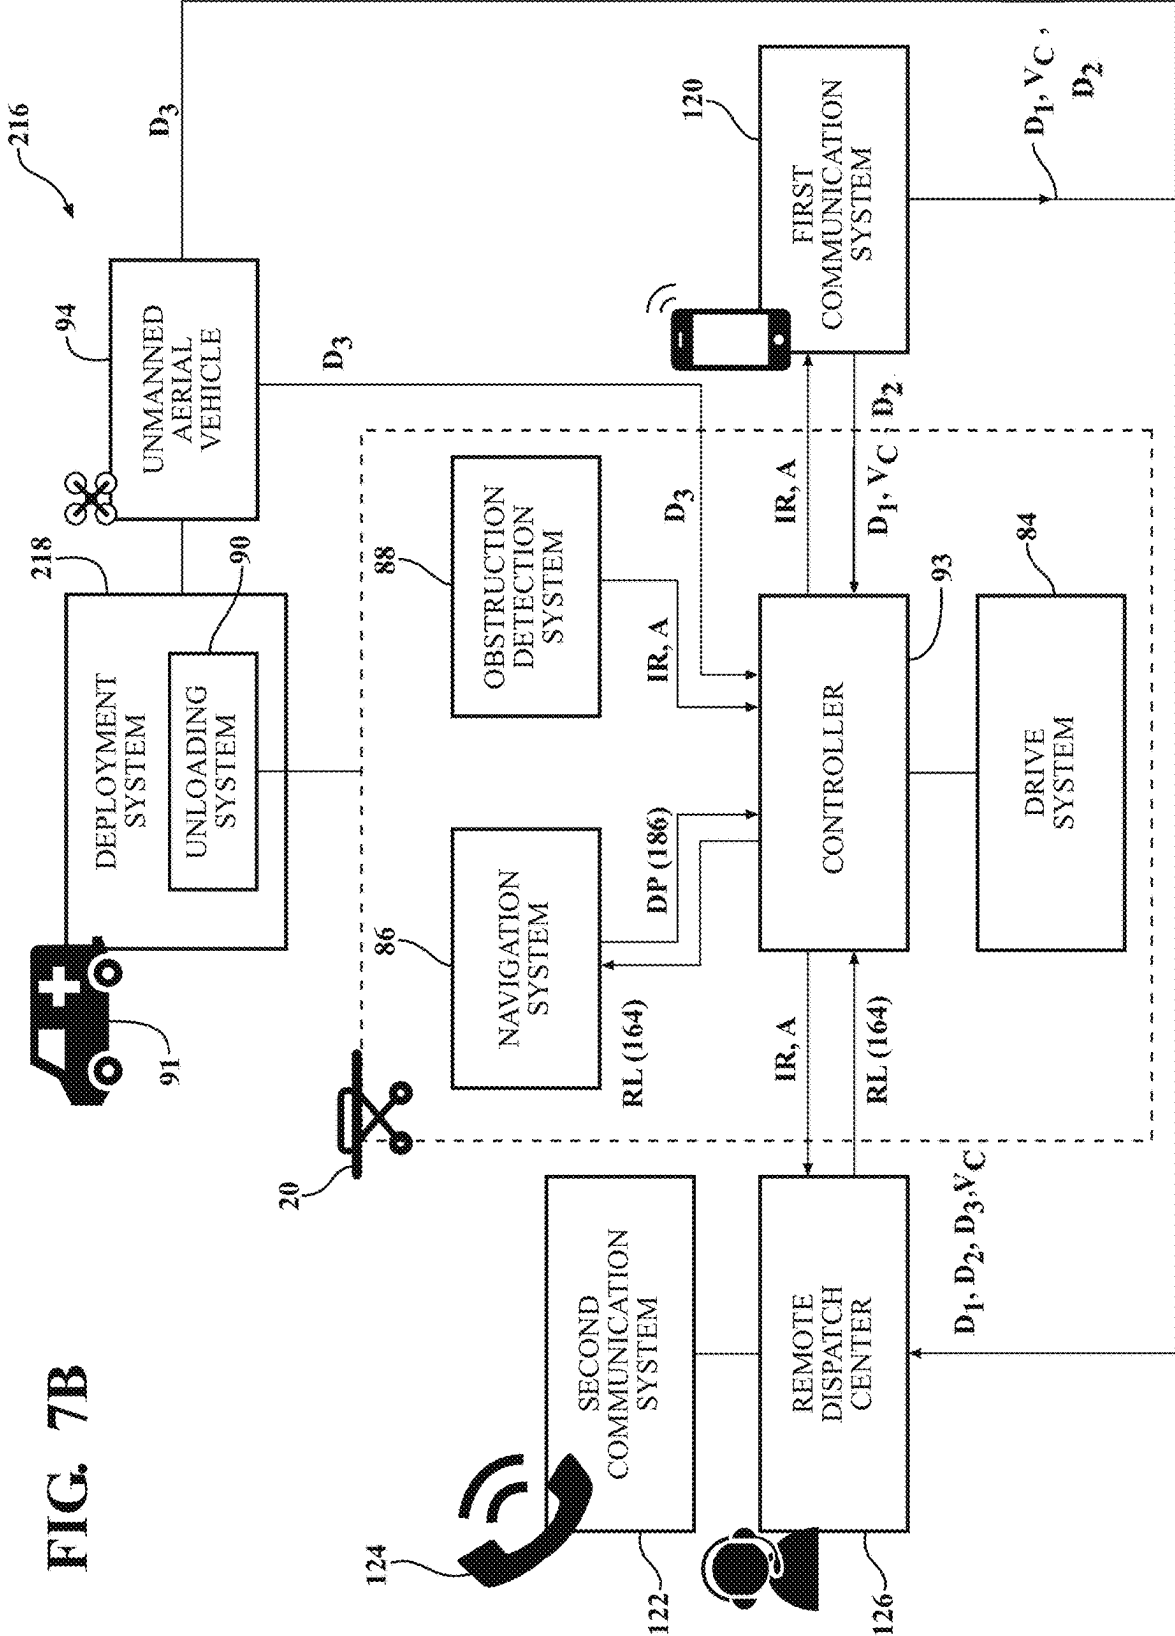 FIG. 7B
216
91
DEPLOYMENT
SYSTEM
218
UNLOADING
SYSTEM
90
UNMANNED
AERIAL
VEHICLE
94
D3
D3
20
NAVIGATION
SYSTEM
86
OBSTRUCTION
DETECTION
SYSTEM
88
RL (164)
DP (186)
IR, A
D3
124
SECOND
COMMUNICATION
SYSTEM
122
REMOTE
DISPATCH
CENTER
126
IR, A
RL (164)
CONTROLLER
93
IR, A
D1, VC , D2
FIRST
COMMUNICATION
SYSTEM
120
DRIVE
SYSTEM
84
D1, D2, D3,VC
D1, VC ,
D2